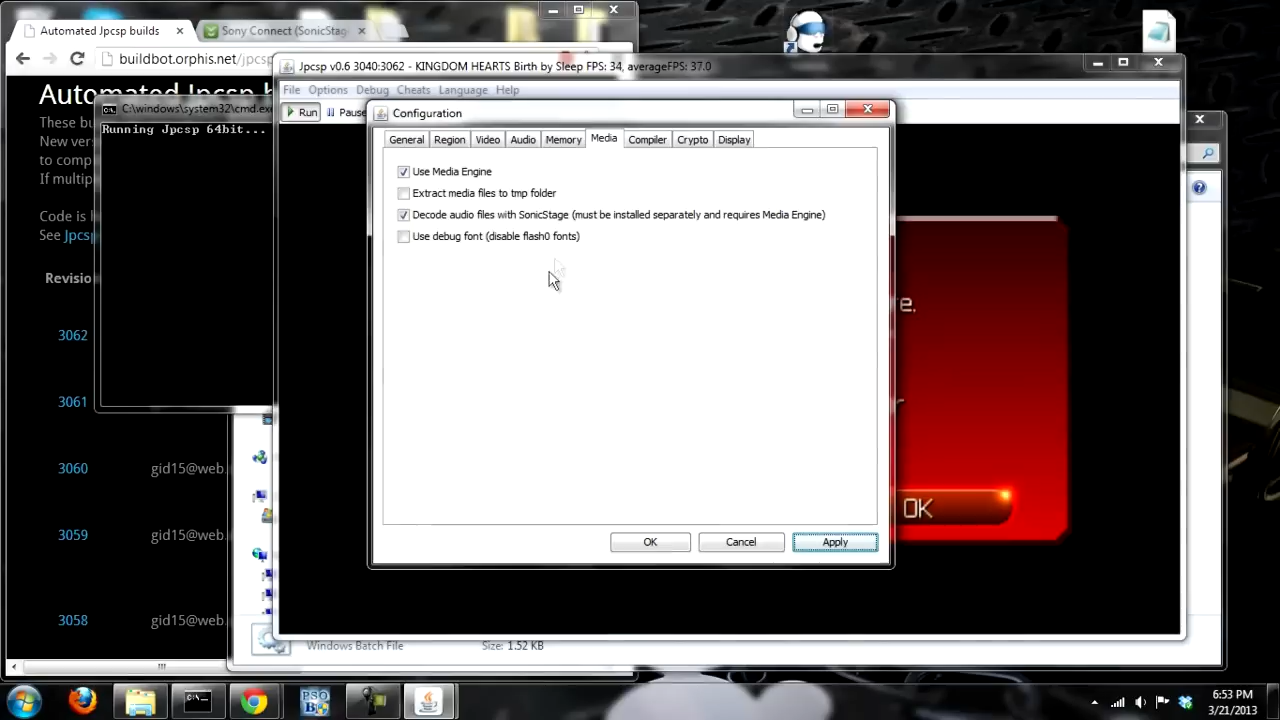 Automated Jpcsp builds
Sony Connect (SonicStag
buildbot.orphis.net/jpcsp
Automated Jpcsp b
These bu
New vers
to comp
If multip
Code is h
See Jpcsp
Revisio
3062
3061
3060
gid15@web.
3059
gid15@web.
3058
gid15@web.
C:\windows\system32\cmd.exe
Running Jpcsp 64bit...
Jpcsp v0.6 3040:3062 - KINGDOM HEARTS Birth by Sleep FPS: 34, averageFPS: 37.0
File Options Debug Cheats Language Help
Run Pause
Configuration
General Region Video Audio Memory Media Compiler Crypto Display
Use Media Engine
Extract media files to tmp folder
Decode audio files with SonicStage (must be installed separately and requires Media Engine)
Use debug font (disable flash0 fonts)
OK Cancel Apply
re.
OK
Windows Batch File
Size: 1.52 KB
PSO
6:53 PM
3/21/2013